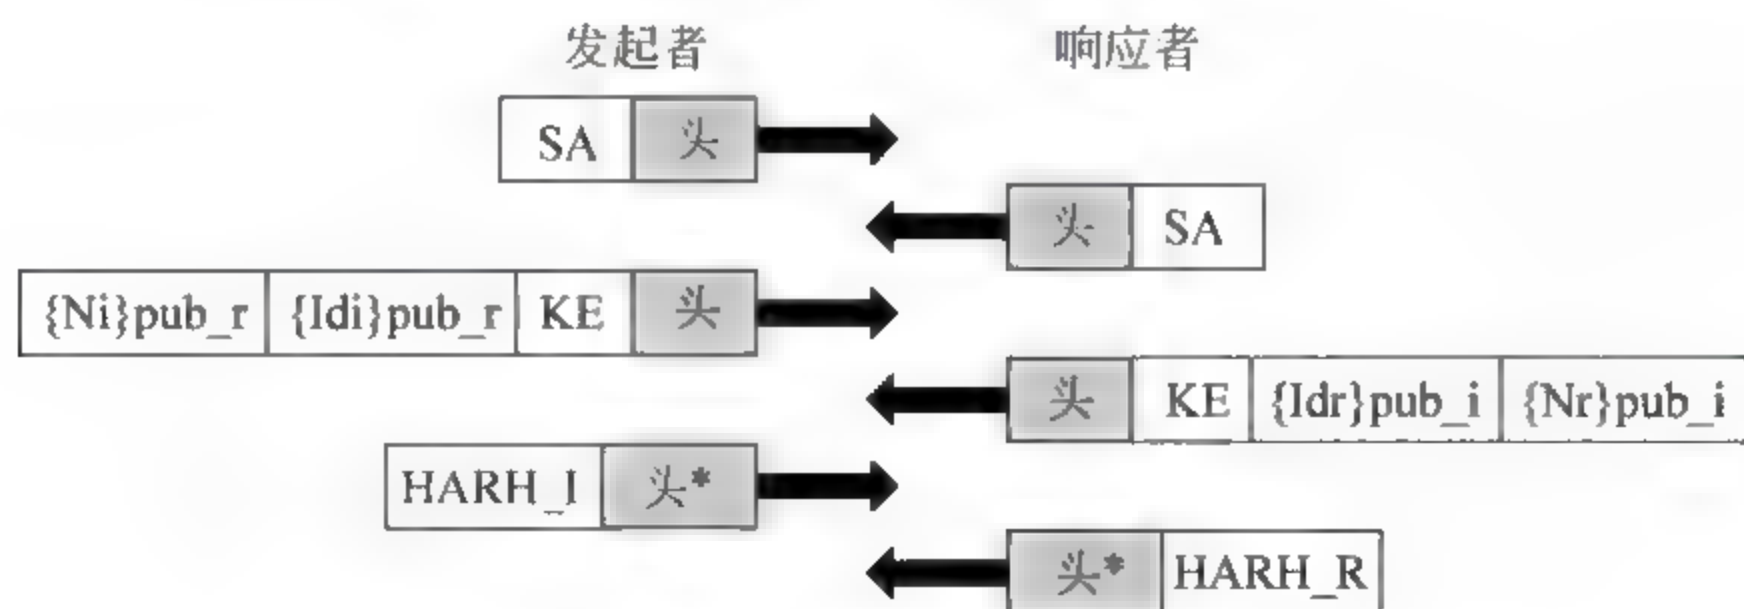 发起者 响应者
SA 头
头 SA
{Ni}pub_r {Idi}pub_r KE 头
头 KE {Idr}pub_i {Nr}pub_i
HARH_I 头*
头* HARH_R